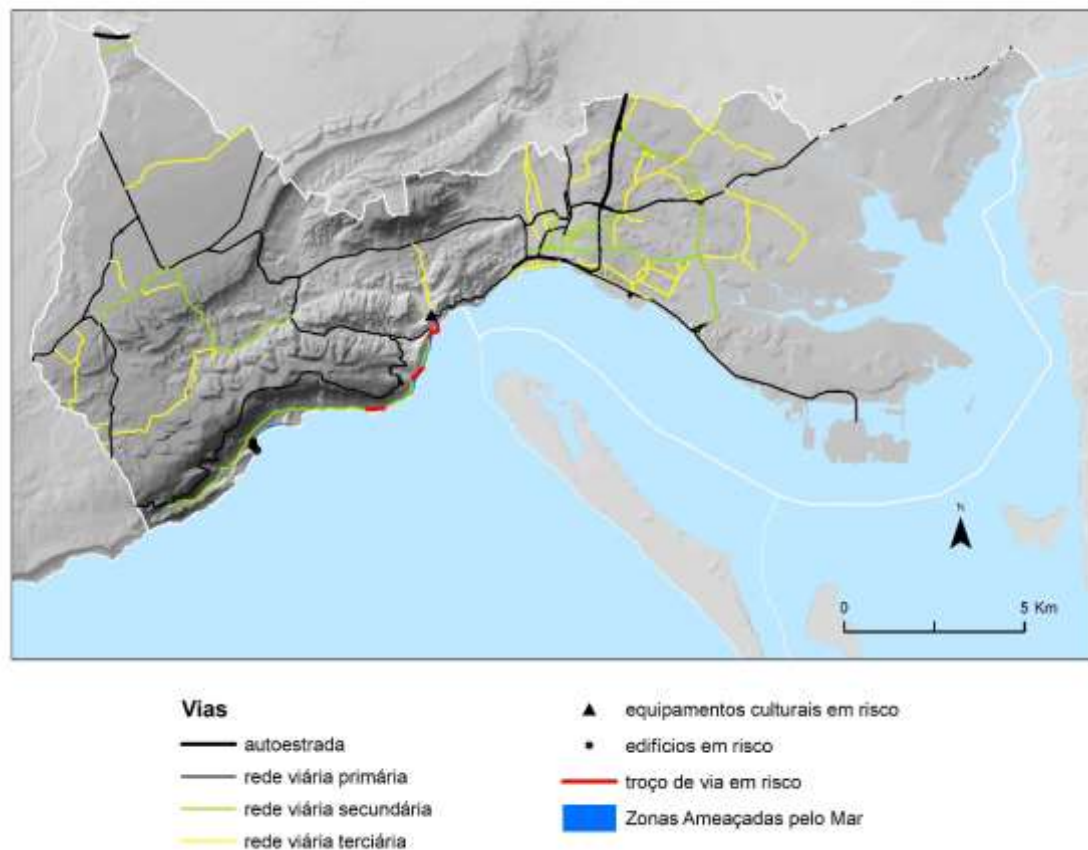 N
0 5 Km
Vias
autoestrada
rede viária primária
rede viária secundária
rede viária terciária
equipamentos culturais em risco
edifícios em risco
troço de via em risco
Zonas Ameaçadas pelo Mar